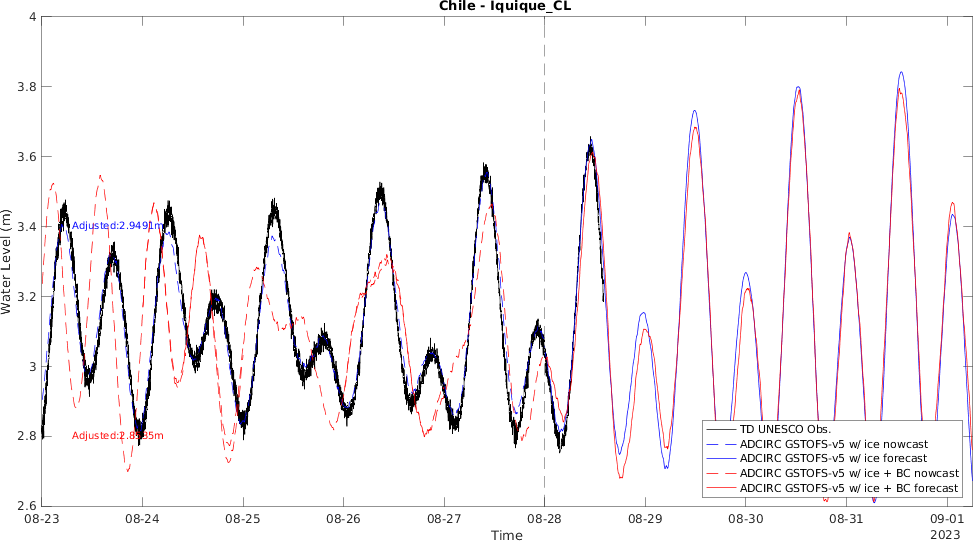 Chile - Iquique_CL
4
3.8
3.6
3.4
3.2
3
2.8
2.6
Water Level (m)
Adjusted:2.9491m
TD UNESCO Obs.
ADCIRC GSTOFS-v5 w/ ice nowcast
ADCIRC GSTOFS-v5 w/ ice forecast
ADCIRC GSTOFS-v5 w/ ice + BC nowcast
ADCIRC GSTOFS-v5 w/ ice + BC forecast
08-23
08-24
08-25
08-26
08-27
08-28
08-29
08-30
08-31
09-01
2023
Time